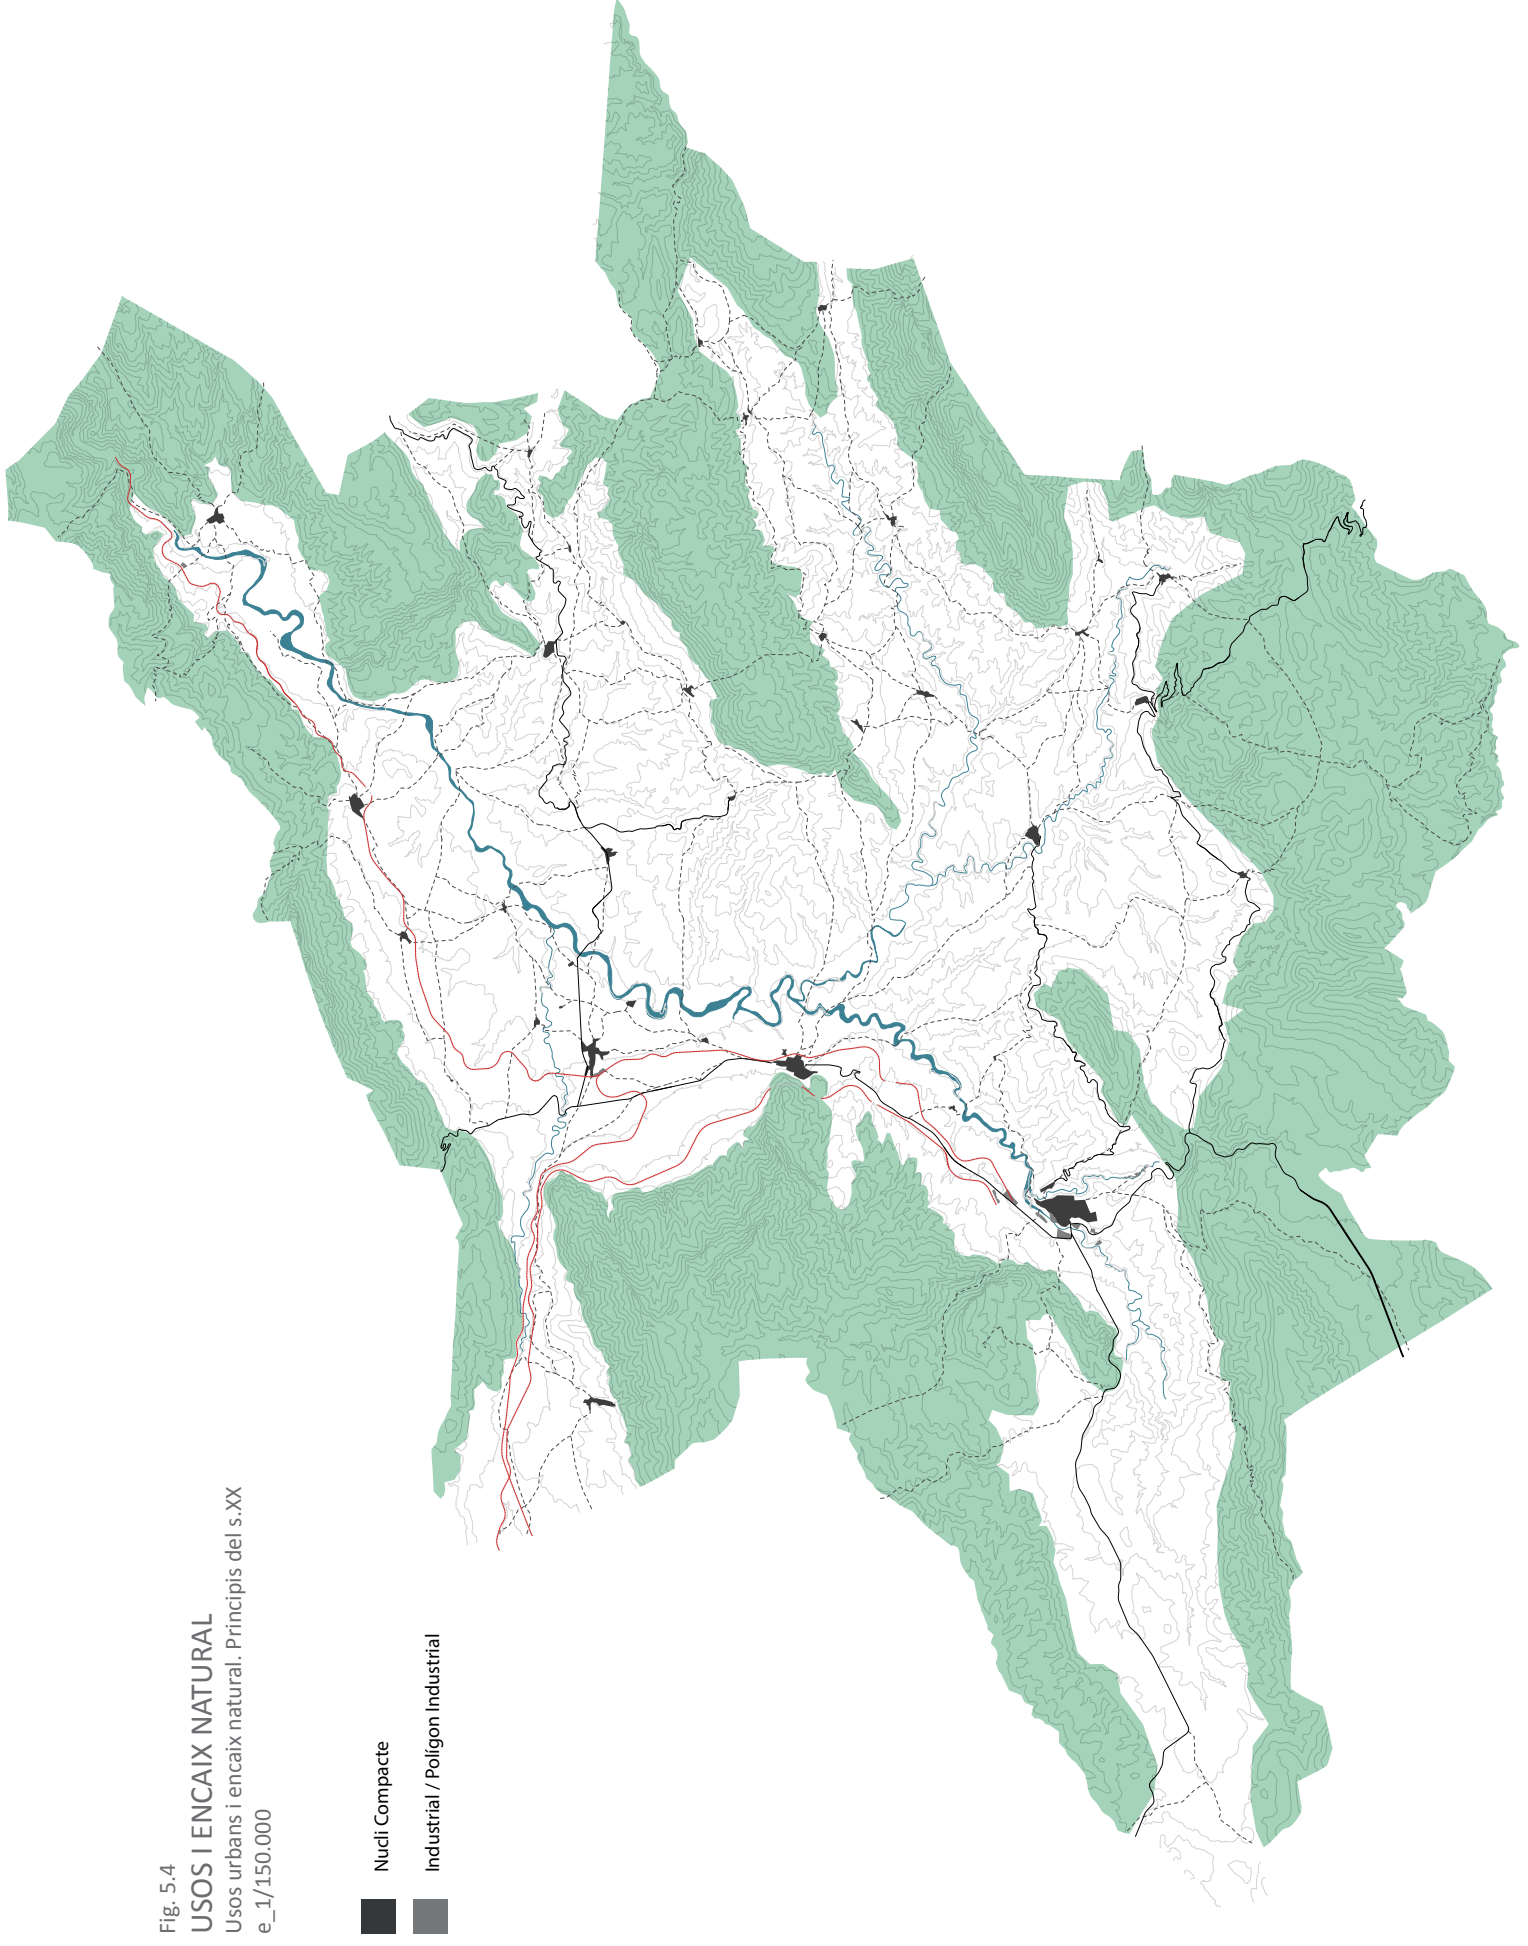 Fig. 5.4
USOS I ENCAIX NATURAL
Usos urbans i encaix natural. Principis del s.XX
e_1/150.000
Nucli Compacte
Industrial / Polígon Industrial